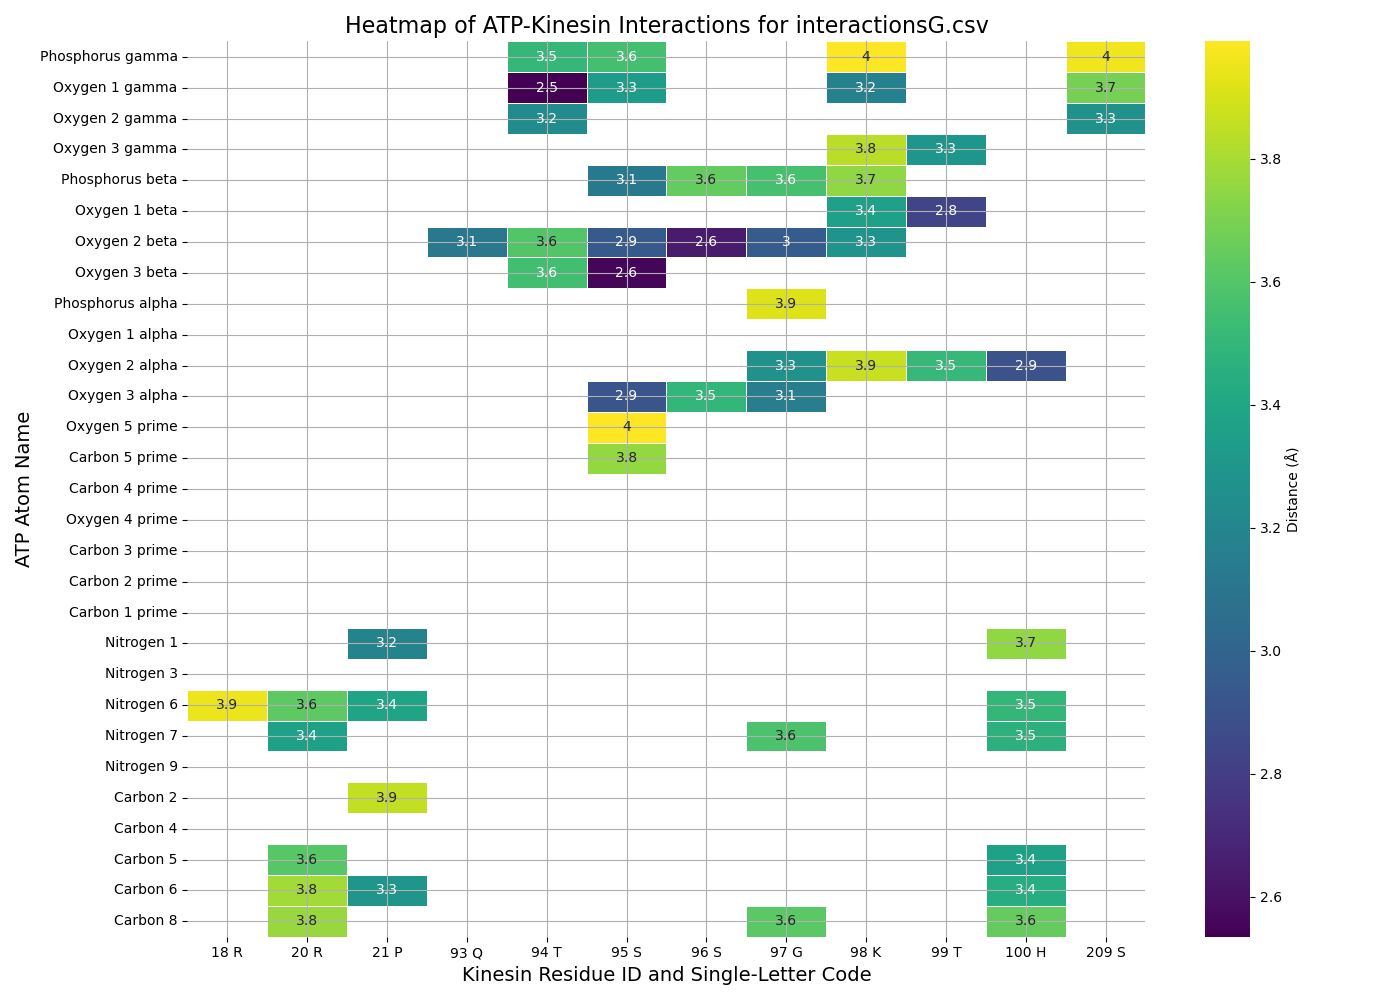 Heatmap of ATP-Kinesin Interactions for interactionsG.csv
ATP Atom Name
Phosphorus gamma 3.5 3.6 4 4
Oxygen 1 gamma 2.5 3.3 3.2 3.7
Oxygen 2 gamma 3.2 3.3
Oxygen 3 gamma 3.8 3.3
Phosphorus beta 3.1 3.6 3.6 3.7
Oxygen 1 beta 3.4 2.8
Oxygen 2 beta 3.1 3.6 2.9 2.6 3 3.3
Oxygen 3 beta 3.6 2.6
Phosphorus alpha 3.9
Oxygen 1 alpha
Oxygen 2 alpha 3.3 3.9 3.5 2.9
Oxygen 3 alpha 2.9 3.5 3.1
Oxygen 5 prime 4
Carbon 5 prime 3.8
Carbon 4 prime
Oxygen 4 prime
Carbon 3 prime
Carbon 2 prime
Carbon 1 prime
Nitrogen 1 3.2 3.7
Nitrogen 3
Nitrogen 6 3.9 3.6 3.4 3.5
Nitrogen 7 3.4 3.6 3.5
Nitrogen 9
Carbon 2 3.9
Carbon 4
Carbon 5 3.6 3.4
Carbon 6 3.8 3.3 3.4
Carbon 8 3.8 3.6 3.6
18 R 20 R 21 P 93 Q 94 T 95 S 96 S 97 G 98 K 99 T 100 H 209 S
Kinesin Residue ID and Single-Letter Code
3.8
3.6
3.4
3.2
3.0
2.8
2.6
Distance (Å)